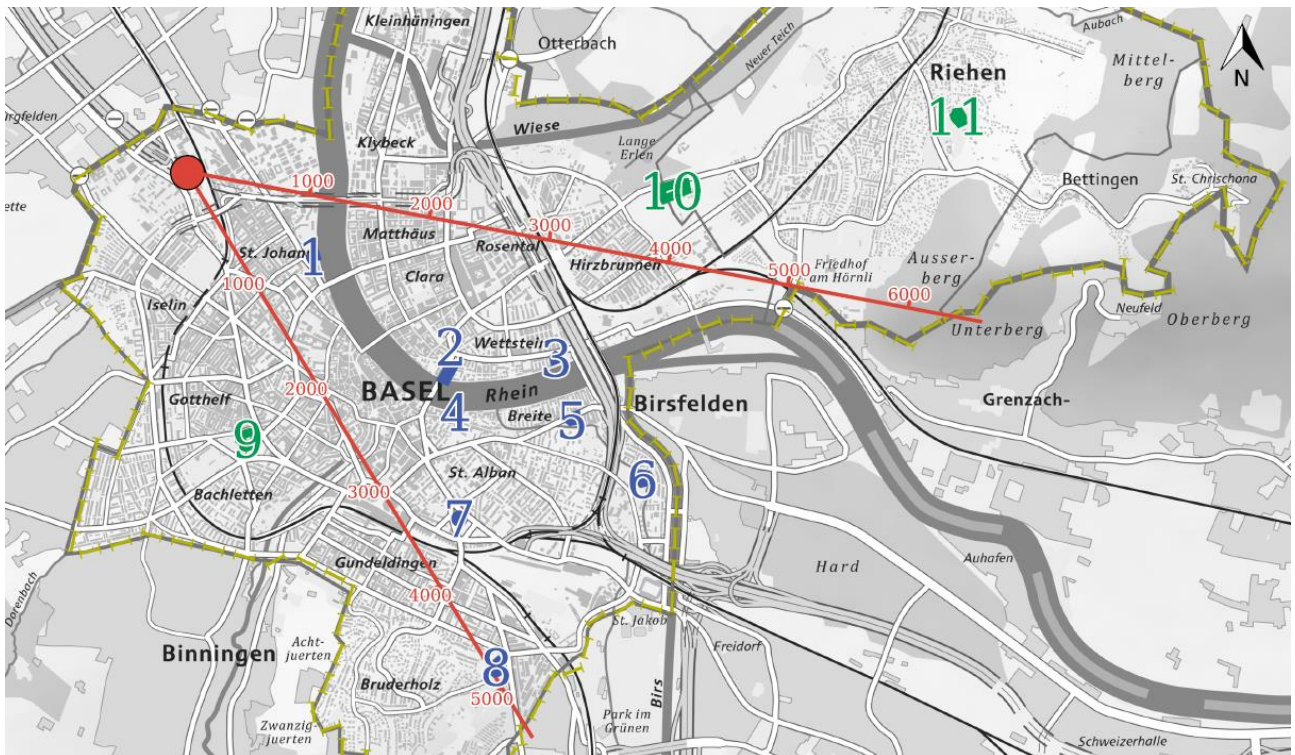 Kleinhüningen
Otterbach
Neuer Teich
Aubach
Mittel-
berg
N
Riehen
11
rgfelden
Klybeck
Wiese
Lange
Erlen
10
Bettingen
St. Chrischona
ette
1000
2000
3000
4000
5000
6000
St. Johann
1
Matthäus
Rosental
Hirzbrunnen
Friedhof
am Hörnli
Ausser-
berg
Clara
Iselin
1000
Neufeld
Oberberg
Unterberg
2
Wettstein
3
2000
BASEL
Rhein
Gotthelf
4
Breite
5
Birsfelden
Grenzach-
9
St. Alban
6
Bachletten
3000
7
Gundeldingen
Auhafen
Hard
Dorenbach
4000
St. Jakob
Freidorf
Binningen
Acht-
juerten
8
Bruderholz
5000
Birs
Park im
Grünen
Zwanzig-
juerten
Schweizerhalle